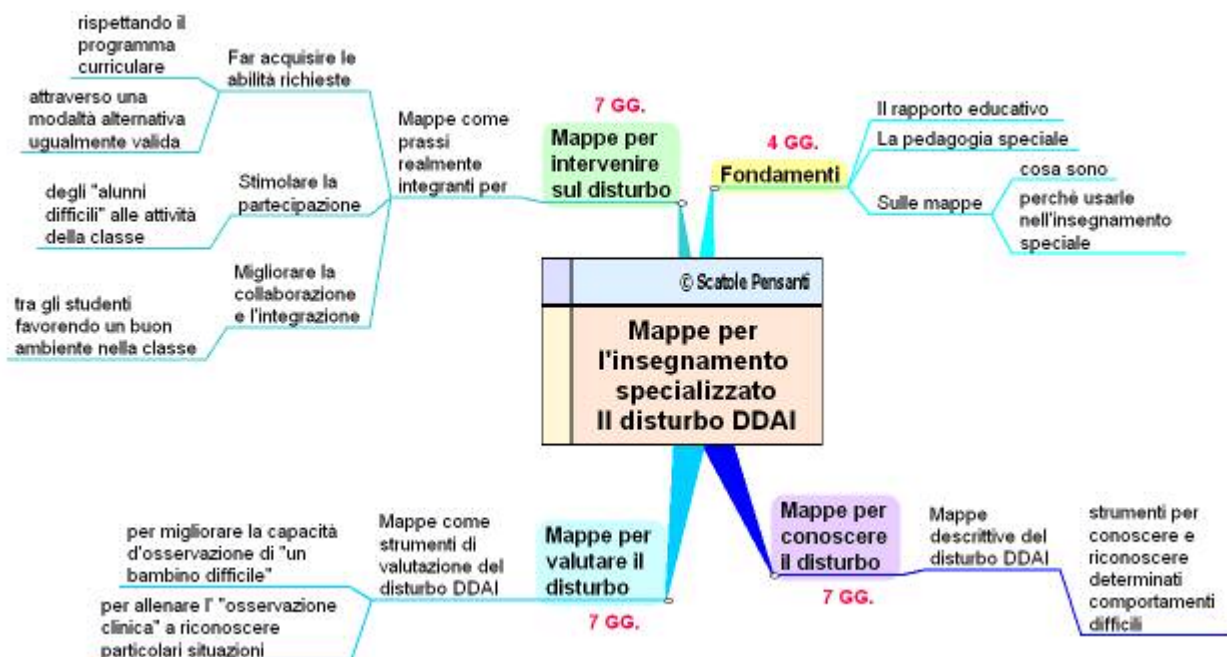 © Scatole Pensanti
Mappe per
l'insegnamento
specializzato
Il disturbo DDAI
4 GG.
Fondamenti
Il rapporto educativo
La pedagogia speciale
Sulle mappe
cosa sono
perchè usarle
nell'insegnamento
speciale
Mappe per
conoscere
il disturbo
7 GG.
Mappe
descrittive del
disturbo DDAI
strumenti per
conoscere e
riconoscere
determinati
comportamenti
difficili
Mappe per
valutare il
disturbo
7 GG.
Mappe come
strumenti di
valutazione del
disturbo DDAI
per migliorare la capacità
d'osservazione di "un
bambino difficile"
per allenare l' "osservazione
clinica" a riconoscere
particolari situazioni
7 GG.
Mappe per
intervenire
sul disturbo
Mappe come
prassi
realmente
integranti per
Far acquisire le
abilità richieste
rispettando il
programma
curriculare
attraverso una
modaltà alternativa
ugualmente valida
Stimolare la
partecipazione
degli "alunni
difficili" alle attività
della classe
Migliorare la
collaborazione
e l'integrazione
tra gli studenti
favorendo un buon
ambiente nella classe